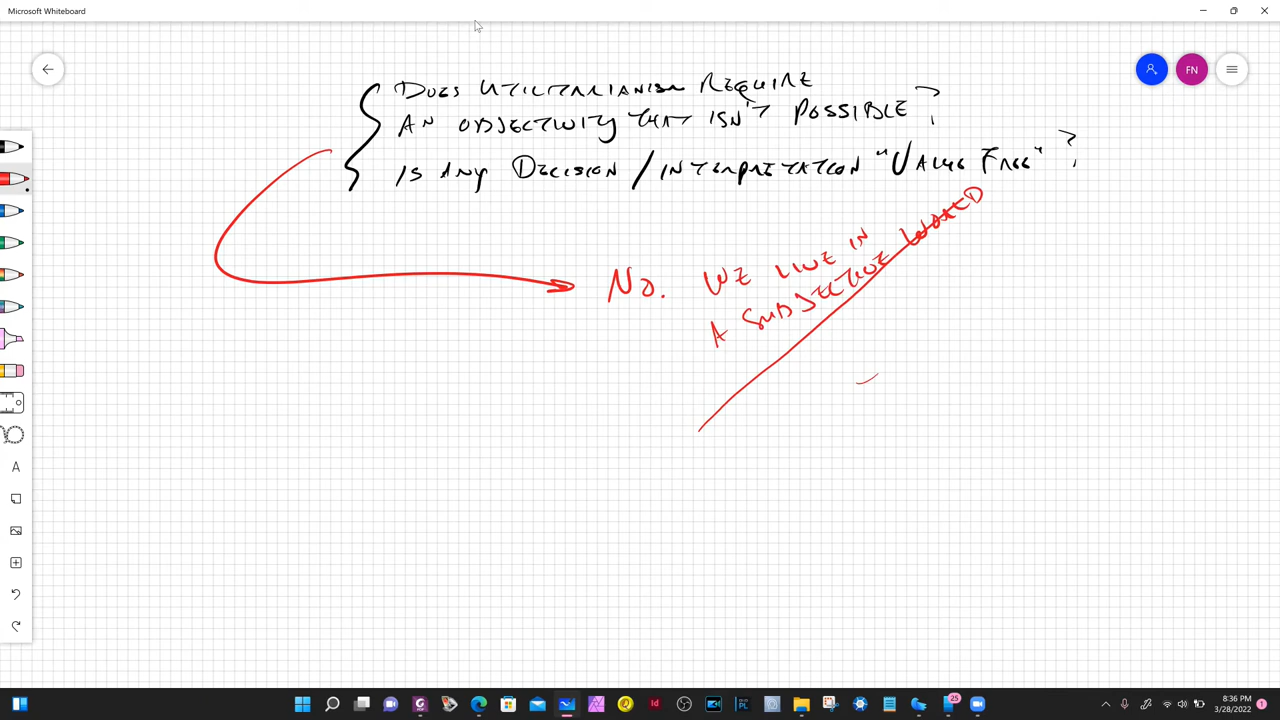 Microsoft Whiteboard
FN
DOES UTILITARIANISM REQUIRE
AN OBJECTIVITY THAT ISN'T POSSIBLE?
IS ANY DECISION / INTERPRETATION "VALUE FREE"?
NO. WE LIVE IN
A SUBJECTIVE WORLD
A
25
8:36 PM
3/28/2022